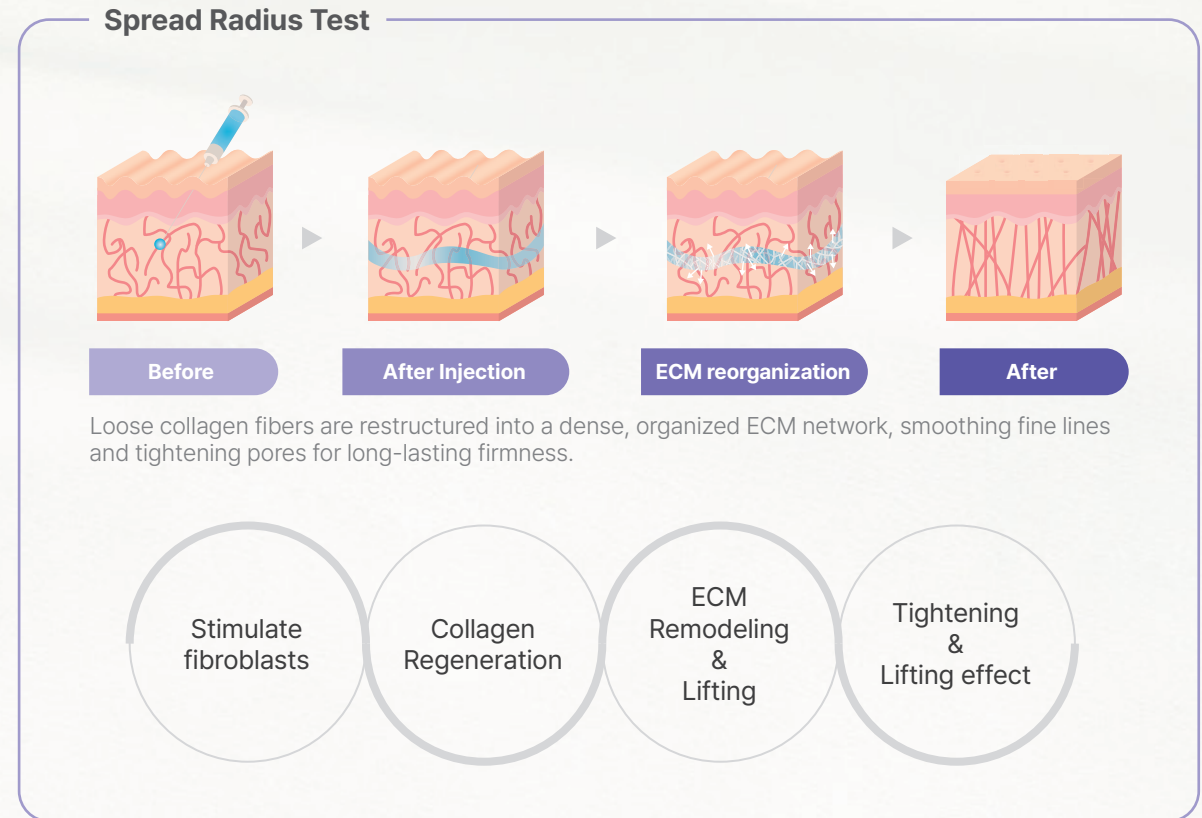 Spread Radius Test
Before
After Injection
ECM reorganization
After
Loose collagen fibers are restructured into a dense, organized ECM network, smoothing fine lines
and tightening pores for long-lasting firmness.
Stimulate
fibroblasts
Collagen
Regeneration
ECM
Remodeling
&
Lifting
Tightening
&
Lifting effect